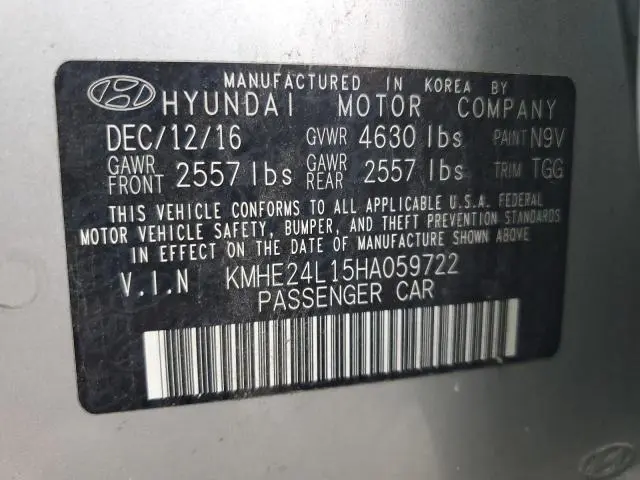 MANUFACTURED IN KOREA BY
HYUNDAI MOTOR COMPANY
DEC/12/16 GVWR 4630 lbs PAINT N9V
GAWR FRONT 2557 lbs GAWR REAR 2557 lbs TRIM TGG
THIS VEHICLE CONFORMS TO ALL APPLICABLE U.S.A. FEDERAL
MOTOR VEHICLE SAFETY, BUMPER, AND THEFT PREVENTION STANDARDS
IN EFFECT ON THE DATE OF MANUFACTURE SHOWN ABOVE.
V.I.N KMHE24L15HA059722
PASSENGER CAR